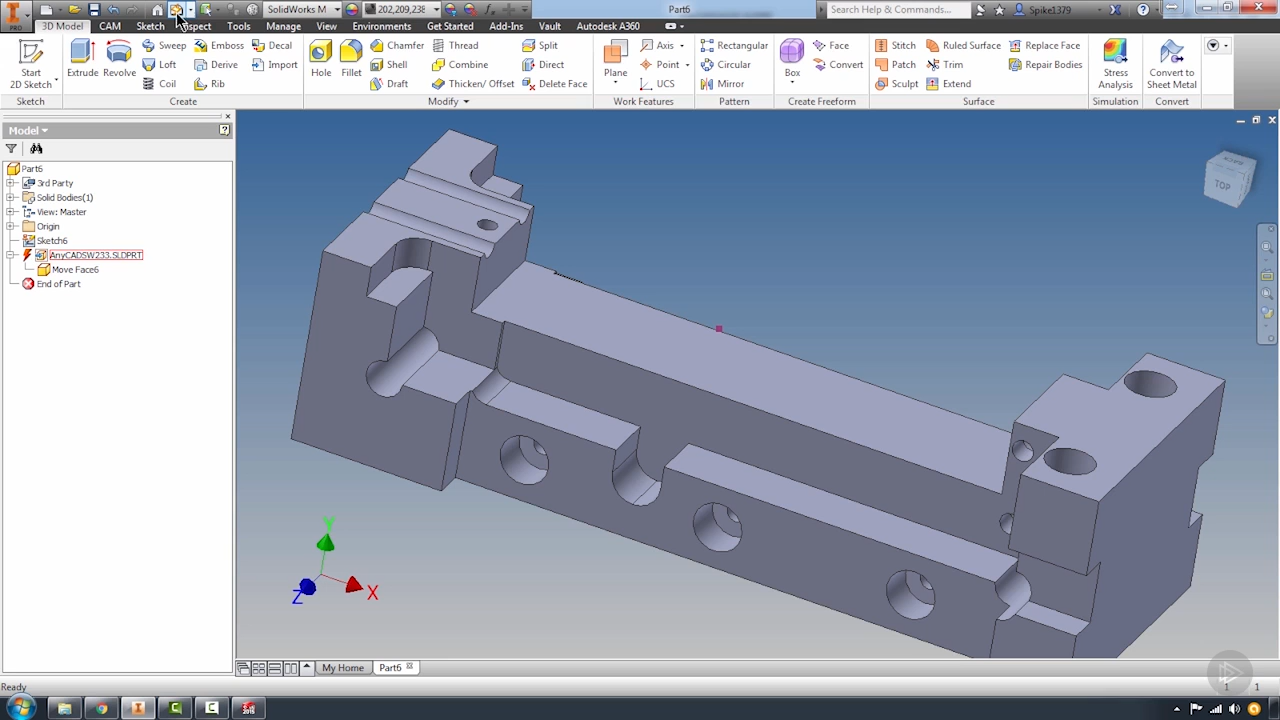 SolidWorks M
202,209,238
Part6
Search Help & Commands...
Spike1379
PRO
3D Model CAM Sketch Inspect Tools Manage View Environments Get Started Add-Ins Vault Autodesk A360
Start
2D Sketch
Extrude
Revolve
Sweep
Loft
Coil
Emboss
Derive
Rib
Decal
Import
Hole
Fillet
Chamfer
Shell
Draft
Thread
Combine
Thicken/ Offset
Split
Direct
Delete Face
Plane
Axis
Point
UCS
Rectangular
Circular
Mirror
Box
Face
Convert
Stitch
Patch
Sculpt
Ruled Surface
Trim
Extend
Replace Face
Repair Bodies
Stress
Analysis
Convert to
Sheet Metal
Sketch Create Modify Work Features Pattern Create Freeform Surface Simulation Convert
Model
Part6
3rd Party
Solid Bodies(1)
View: Master
Origin
Sketch6
AnyCADSW233.SLDPRT
Move Face6
End of Part
TOP
Y
X
Z
My Home Part6
Ready
1 1